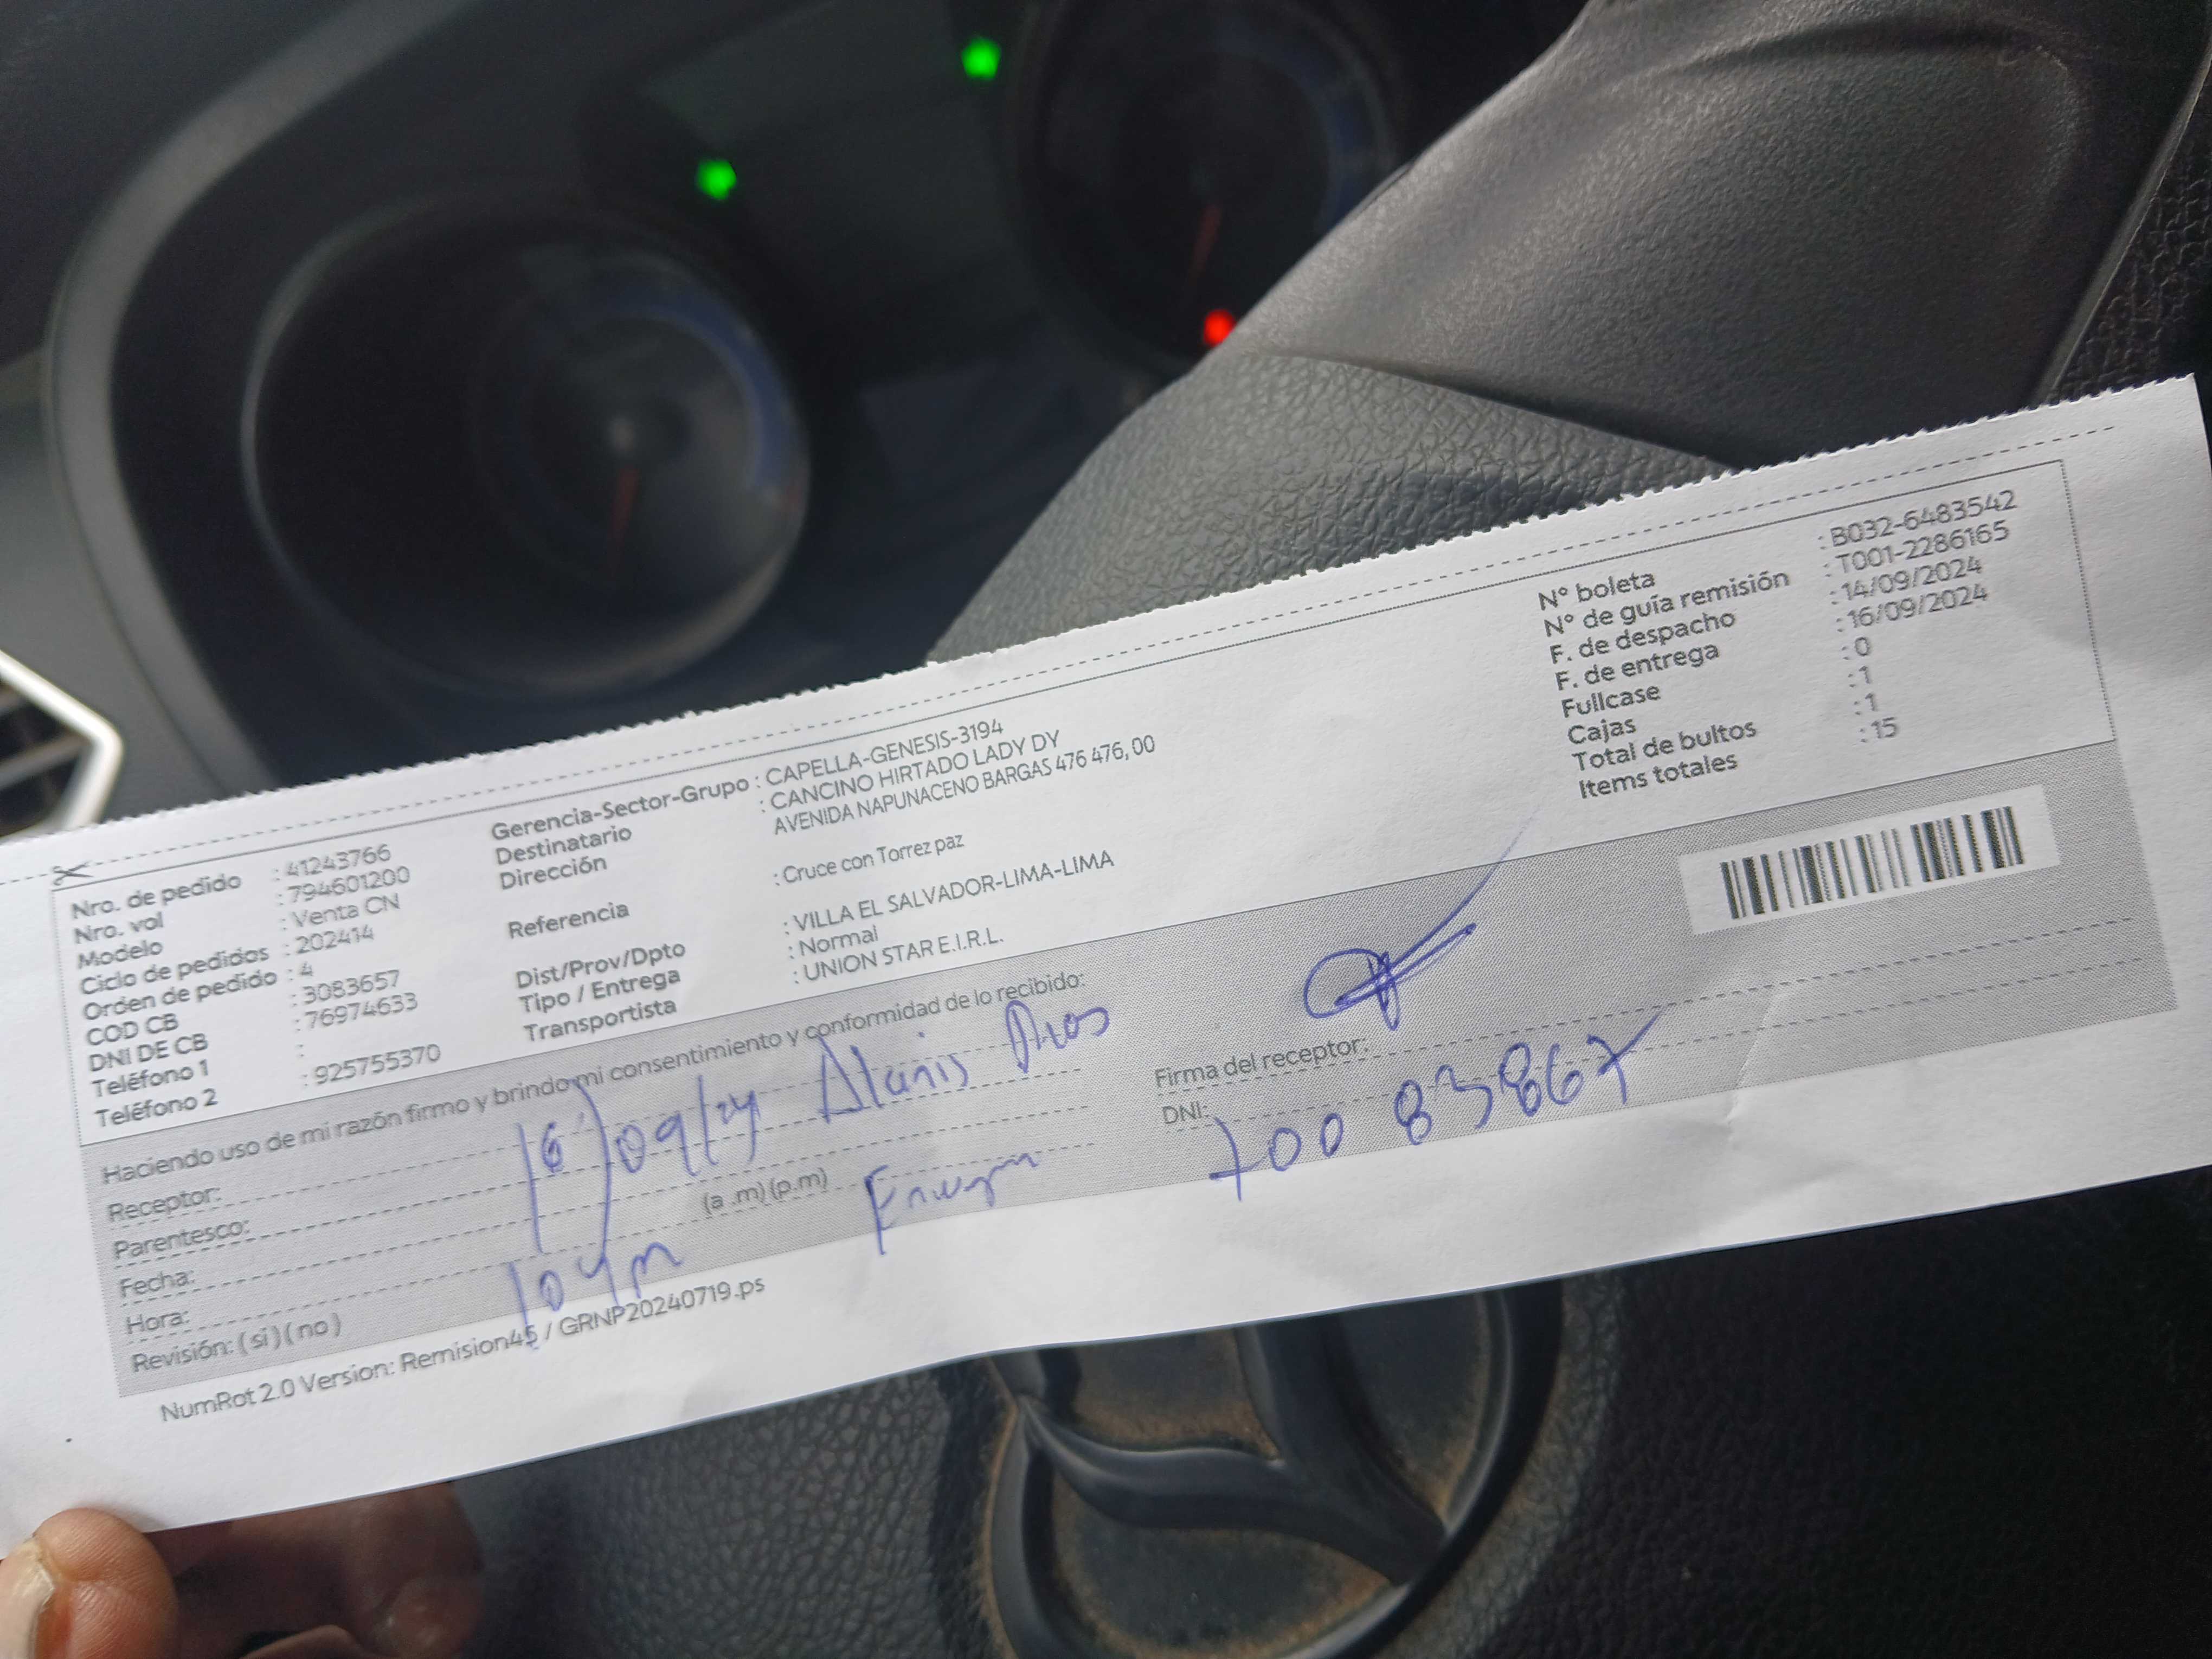 Nro. de pedido : 41243766
Nro. vol : 794601200
Modelo : Venta CN
Ciclo de pedidos : 202414
Orden de pedido : 4
COD CB : 3083657
DNI DE CB : 76974633
Teléfono 1 :
Teléfono 2 : 925755370
Gerencia-Sector-Grupo : CAPELLA-GENESIS-3194
Destinatario : CANCINO HIRTADO LADY DY
Dirección AVENIDA NAPUNACENO BARGAS 476 476, 00
Referencia : Cruce con Torrez paz
Dist/Prov/Dpto : VILLA EL SALVADOR-LIMA-LIMA
Tipo / Entrega : Normal
Transportista : UNION STAR E.I.R.L.
N° boleta : B032-6483542
N° de guía remisión : T001-2286165
F. de despacho : 14/09/2024
F. de entrega : 16/09/2024
Fullcase : 0
Cajas : 1
Total de bultos : 1
Items totales : 15
Haciendo uso de mi razón firmo y brindo mi consentimiento y conformidad de lo recibido:
Receptor: Alanis
Parentesco:
Fecha: 16/09/24
Hora: (a .m) (p.m)
Revisión: ( si ) ( no )
Firma del receptor:
DNI: 70083867
NumRot 2.0 Version: Remision45 / GRNP20240719.ps